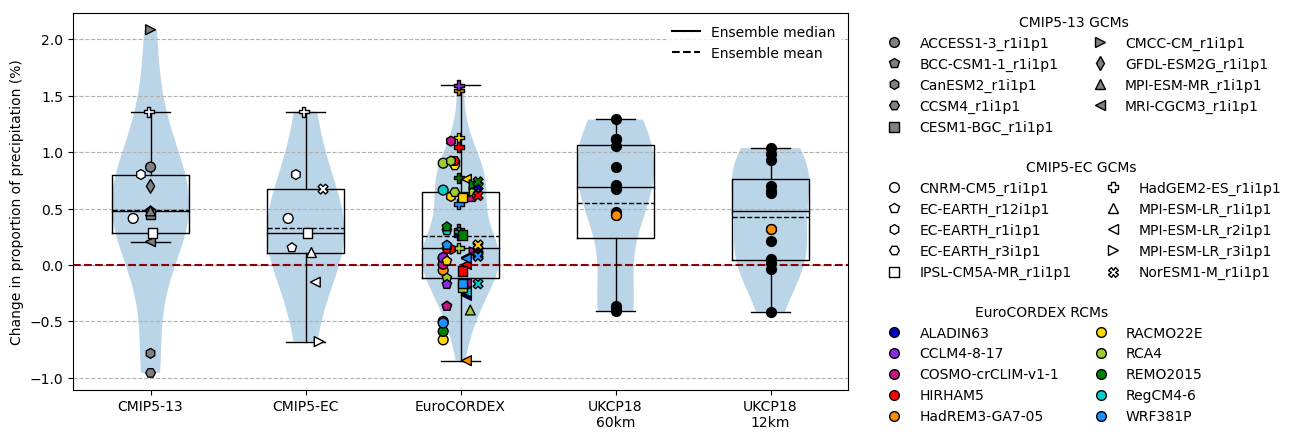 Change in proportion of precipitation (%)
2.0
1.5
1.0
0.5
0.0
−0.5
−1.0
CMIP5-13
CMIP5-EC
EuroCORDEX
UKCP18
60km
UKCP18
12km
Ensemble median
Ensemble mean
CMIP5-13 GCMs
ACCESS1-3_r1i1p1
BCC-CSM1-1_r1i1p1
CanESM2_r1i1p1
CCSM4_r1i1p1
CESM1-BGC_r1i1p1
CMCC-CM_r1i1p1
GFDL-ESM2G_r1i1p1
MPI-ESM-MR_r1i1p1
MRI-CGCM3_r1i1p1
CMIP5-EC GCMs
CNRM-CM5_r1i1p1
EC-EARTH_r12i1p1
EC-EARTH_r1i1p1
EC-EARTH_r3i1p1
IPSL-CM5A-MR_r1i1p1
HadGEM2-ES_r1i1p1
MPI-ESM-LR_r1i1p1
MPI-ESM-LR_r2i1p1
MPI-ESM-LR_r3i1p1
NorESM1-M_r1i1p1
EuroCORDEX RCMs
ALADIN63
CCLM4-8-17
COSMO-crCLIM-v1-1
HIRHAM5
HadREM3-GA7-05
RACMO22E
RCA4
REMO2015
RegCM4-6
WRF381P